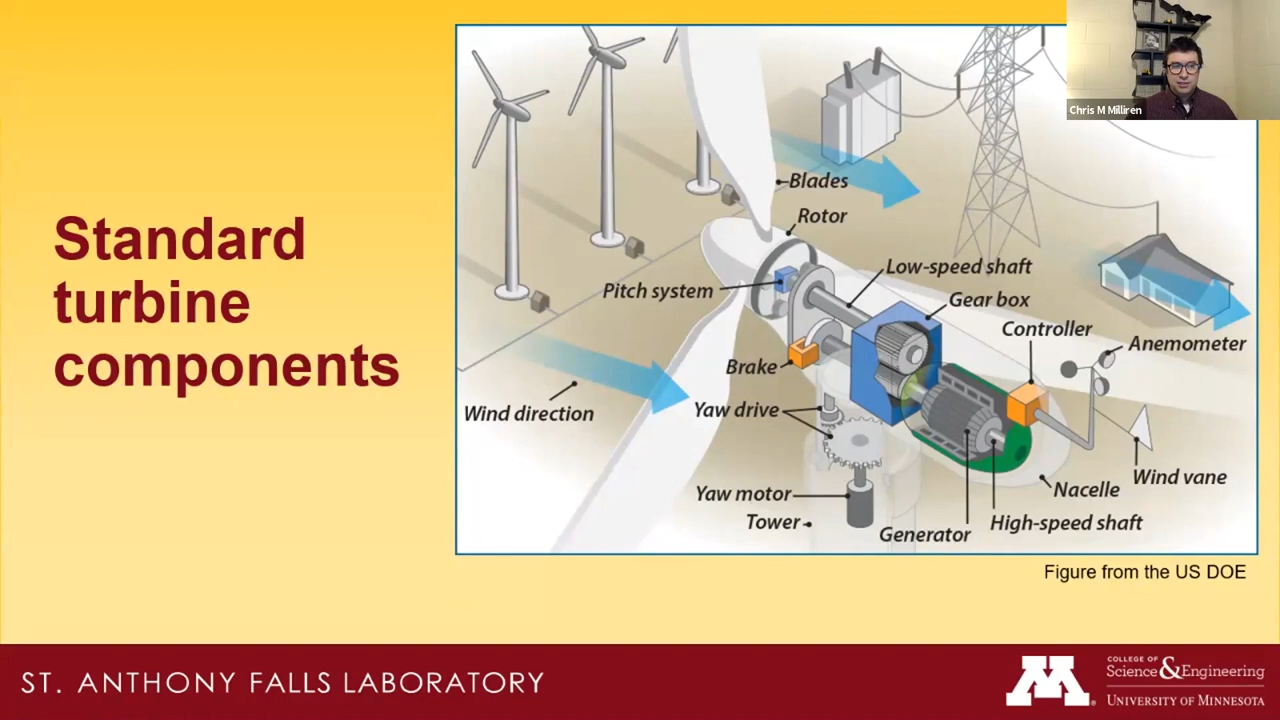 Chris M Milliren
Standard
turbine
components
Blades
Rotor
Low-speed shaft
Pitch system
Gear box
Controller
Anemometer
Brake
Yaw drive
Wind direction
Wind vane
Yaw motor
Nacelle
Tower
High-speed shaft
Generator
Figure from the US DOE
ST. ANTHONY FALLS LABORATORY
M
COLLEGE OF
Science & Engineering
UNIVERSITY OF MINNESOTA